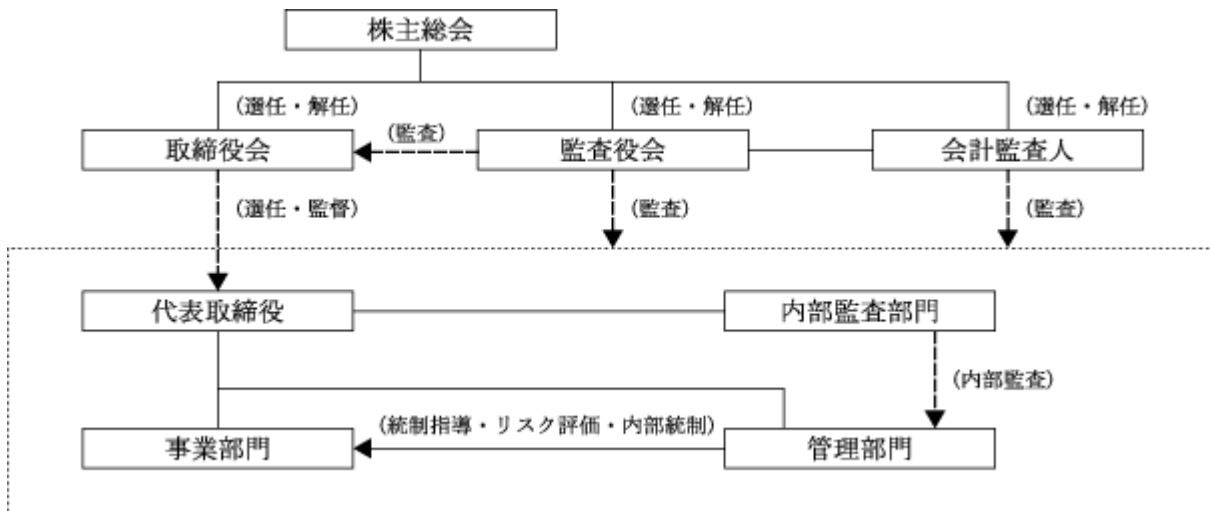 株主総会
(選任・解任)
(選任・解任)
(選任・解任)
取締役会
(監査)
監査役会
会計監査人
(選任・監督)
(監査)
(監査)
代表取締役
内部監査部門
(内部監査)
(統制指導・リスク評価・内部統制)
事業部門
管理部門